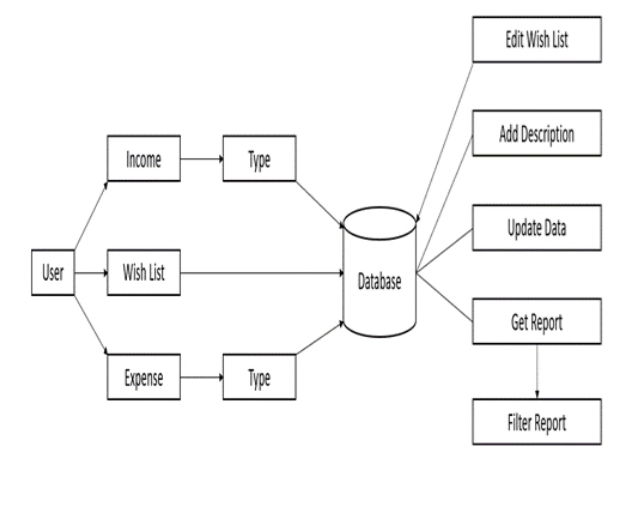 Edit Wish List
Add Description
Income
Type
Update Data
User
Wish List
Database
Get Report
Expense
Type
Filter Report